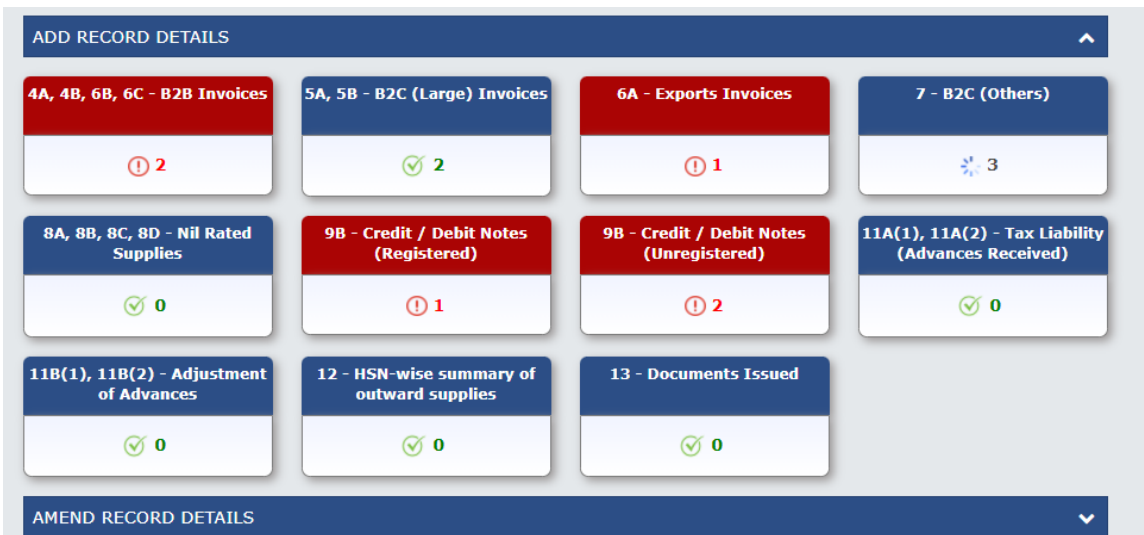 ADD RECORD DETAILS
4A, 4B, 6B, 6C - B2B Invoices
2
5A, 5B - B2C (Large) Invoices
2
6A - Exports Invoices
1
7 - B2C (Others)
3
8A, 8B, 8C, 8D - Nil Rated
Supplies
0
9B - Credit / Debit Notes
(Registered)
1
9B - Credit / Debit Notes
(Unregistered)
2
11A(1), 11A(2) - Tax Liability
(Advances Received)
0
11B(1), 11B(2) - Adjustment
of Advances
0
12 - HSN-wise summary of
outward supplies
0
13 - Documents Issued
0
AMEND RECORD DETAILS